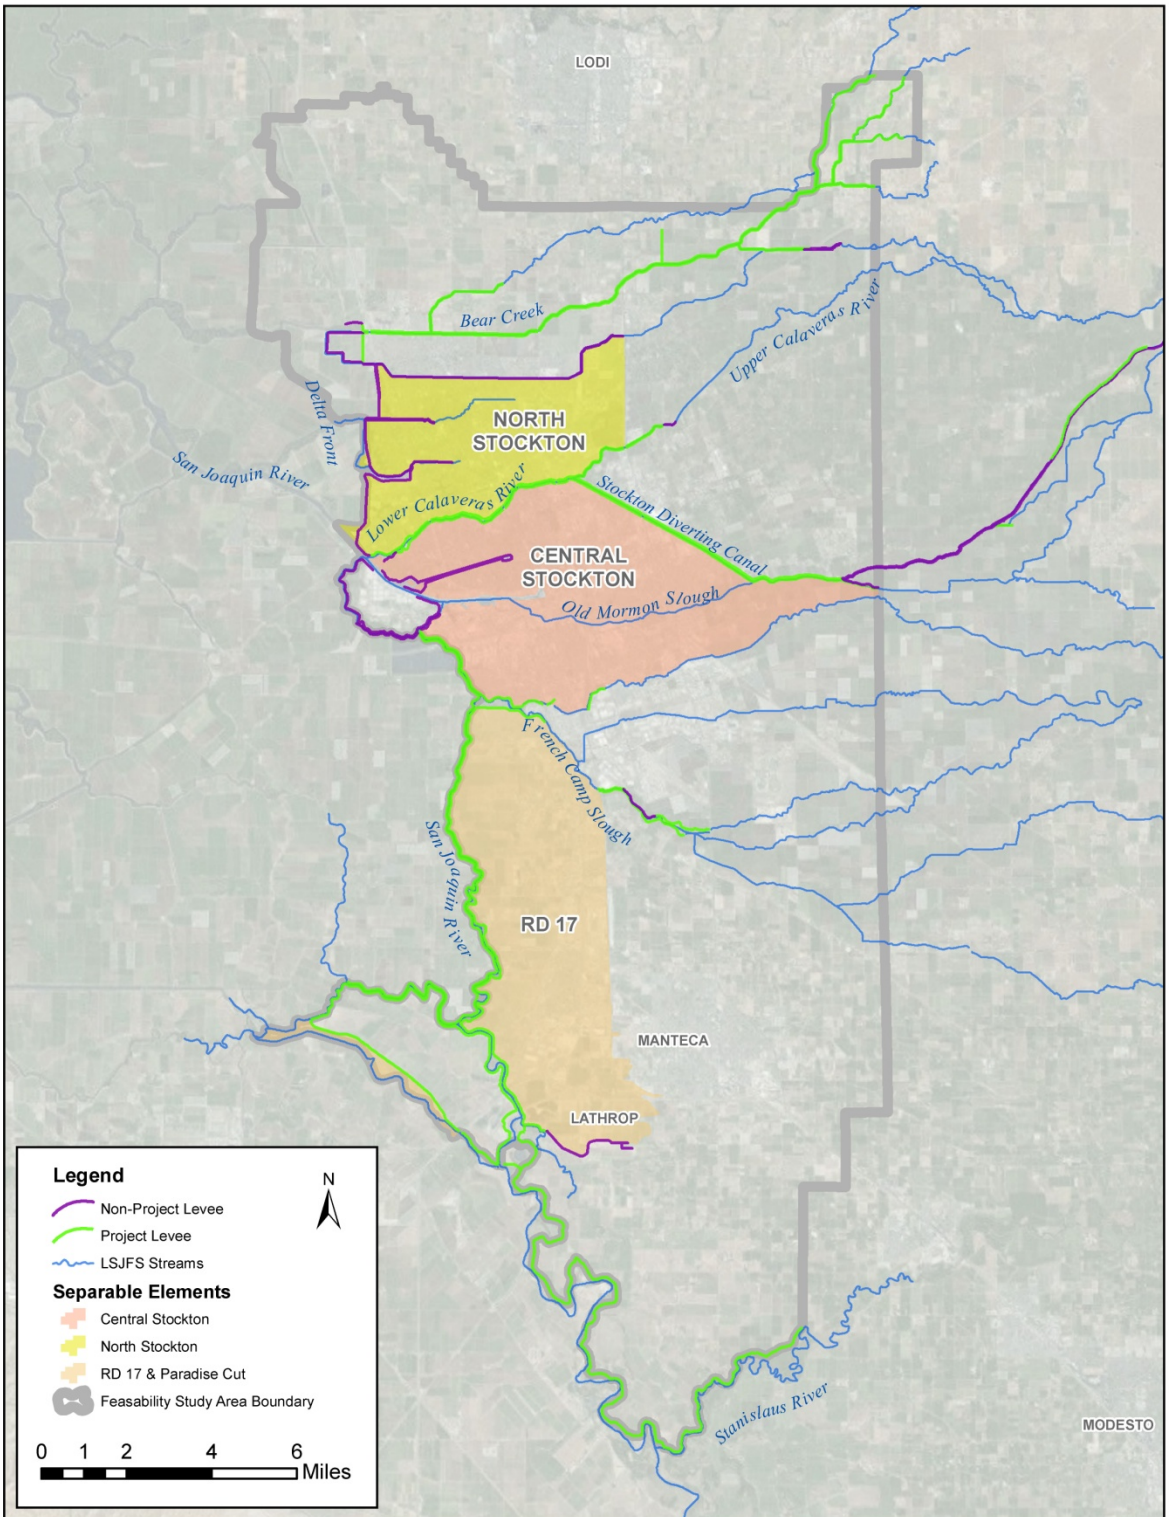 LODI
Bear Creek
Upper Calaveras River
Delta Front
NORTH
STOCKTON
San Joaquin River
Lower Calaveras River
Stockton Diverting Canal
CENTRAL
STOCKTON
Old Mormon Slough
French Camp Slough
San Joaquin River
RD 17
MANTECA
LATHROP
Legend
N
Non-Project Levee
Project Levee
LSJFS Streams
Separable Elements
Central Stockton
North Stockton
RD 17 & Paradise Cut
Feasability Study Area Boundary
0 1 2 4 6
Miles
Stanislaus River
MODESTO